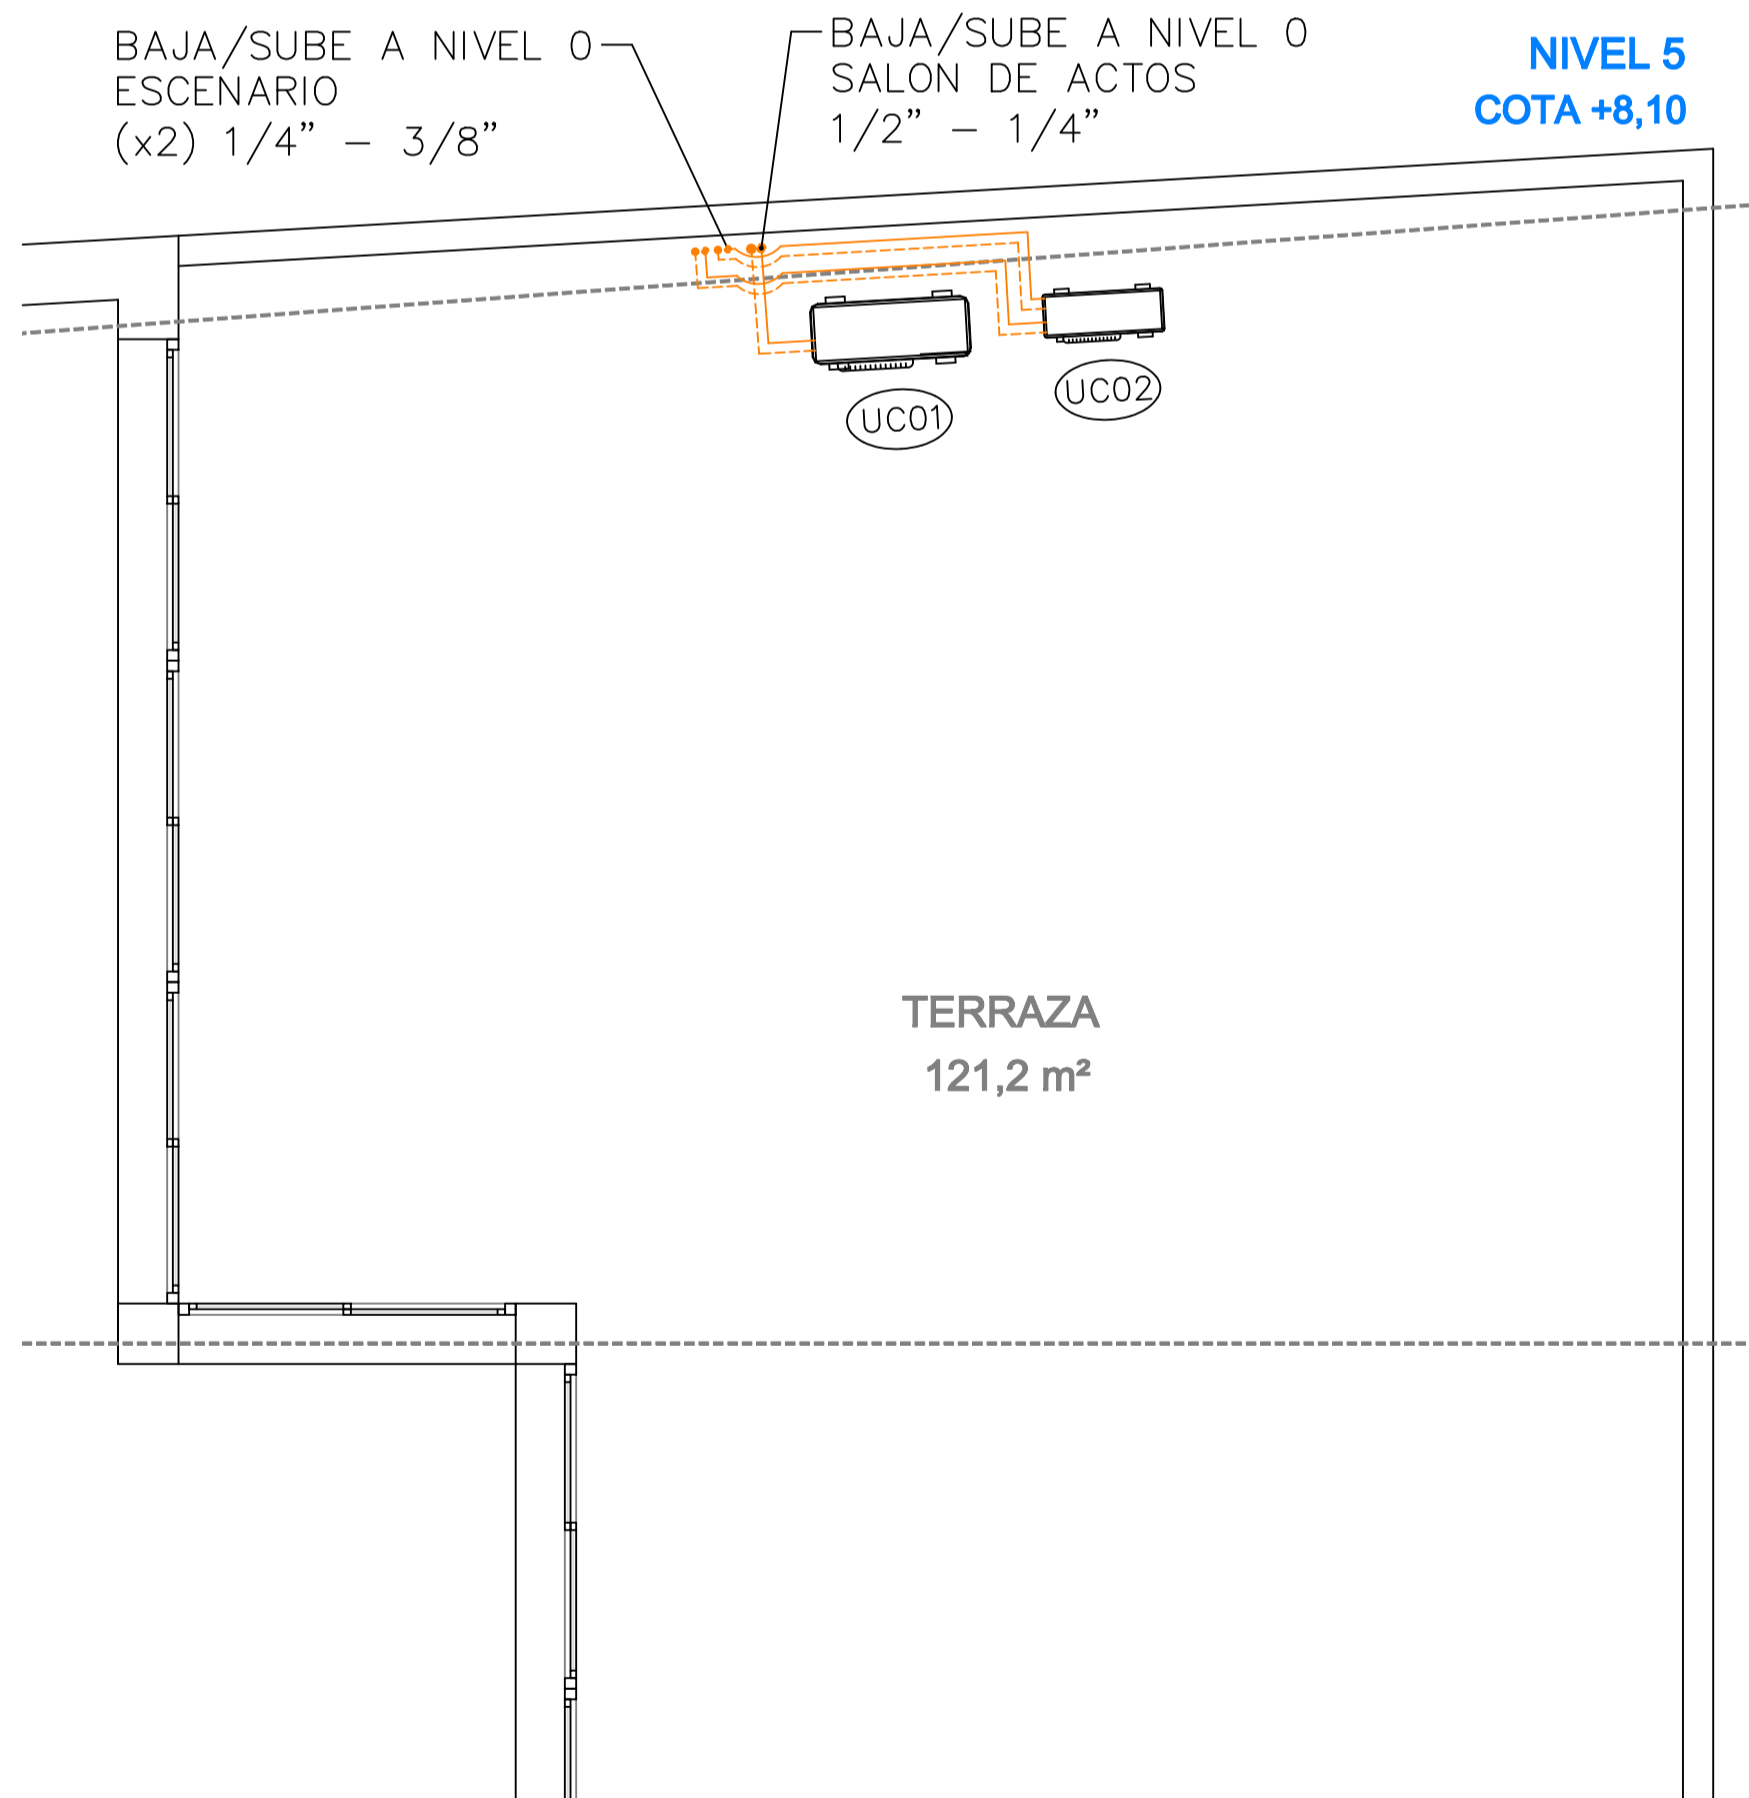 BAJA/SUBE A NIVEL 0
ESCENARIO
(x2) 1/4” – 3/8”
BAJA/SUBE A NIVEL 0
SALON DE ACTOS
1/2” – 1/4”
NIVEL 5
COTA +8,10
UC01
UC02
TERRAZA
121,2 m²